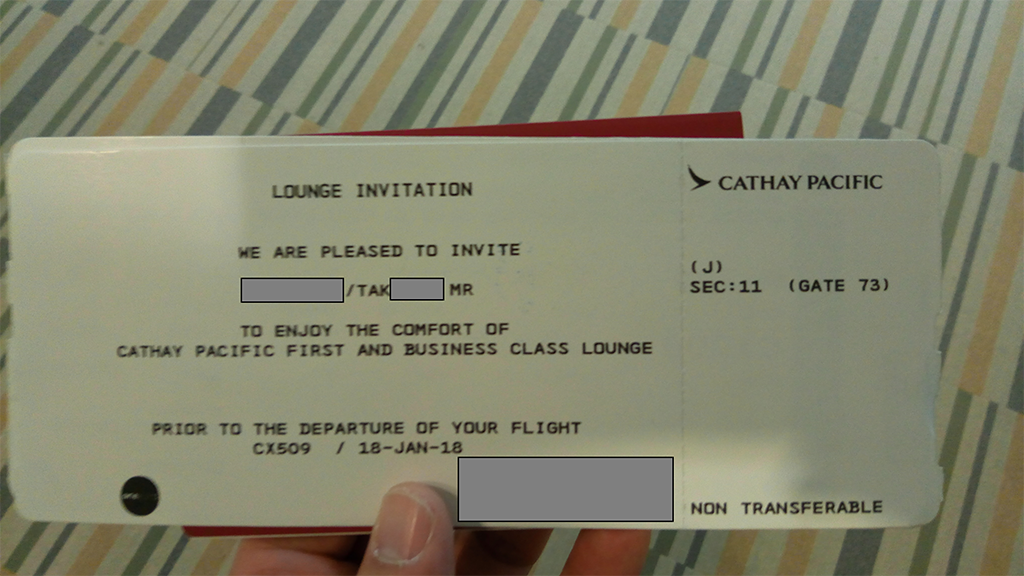 LOUNGE INVITATION
WE ARE PLEASED TO INVITE
/TAK MR
TO ENJOY THE COMFORT OF
CATHAY PACIFIC FIRST AND BUSINESS CLASS LOUNGE
PRIOR TO THE DEPARTURE OF YOUR FLIGHT
CX509 / 18-JAN-18
CATHAY PACIFIC
(J)
SEC:11 (GATE 73)
NON TRANSFERABLE